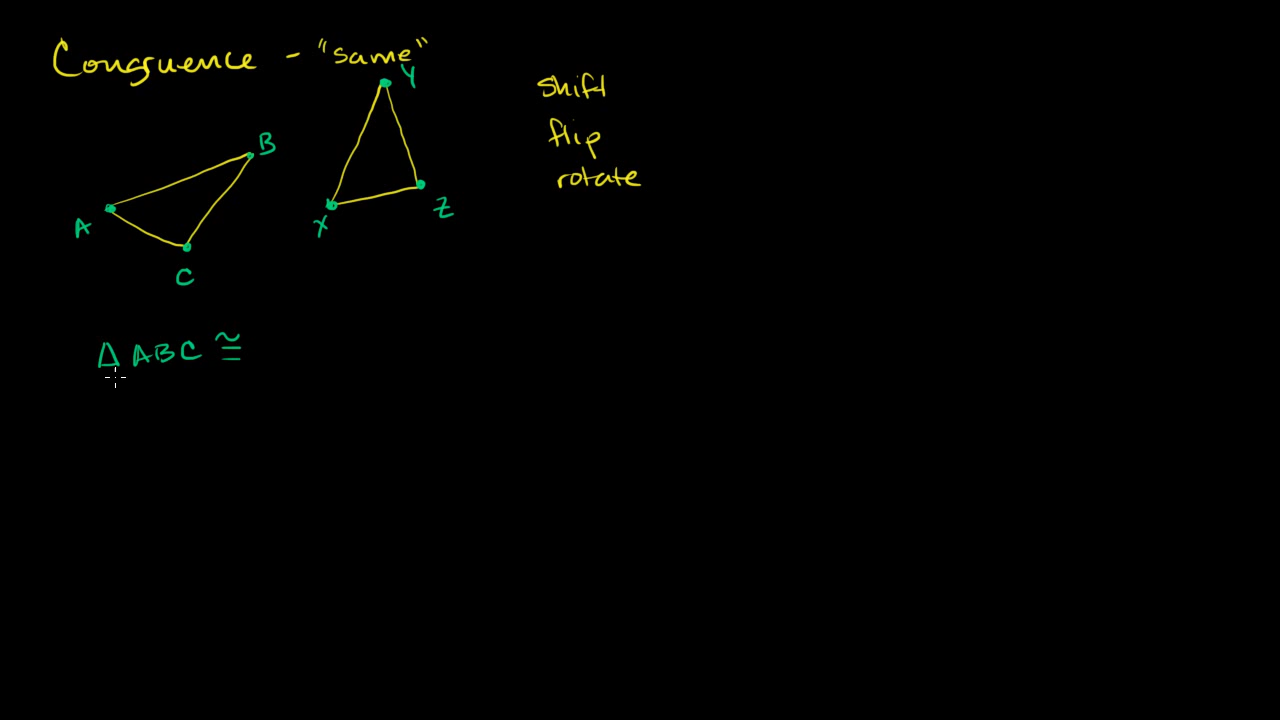 Congruence - "same"
shift
flip
rotate
A
B
C
X
Y
Z
Δ ABC ≅